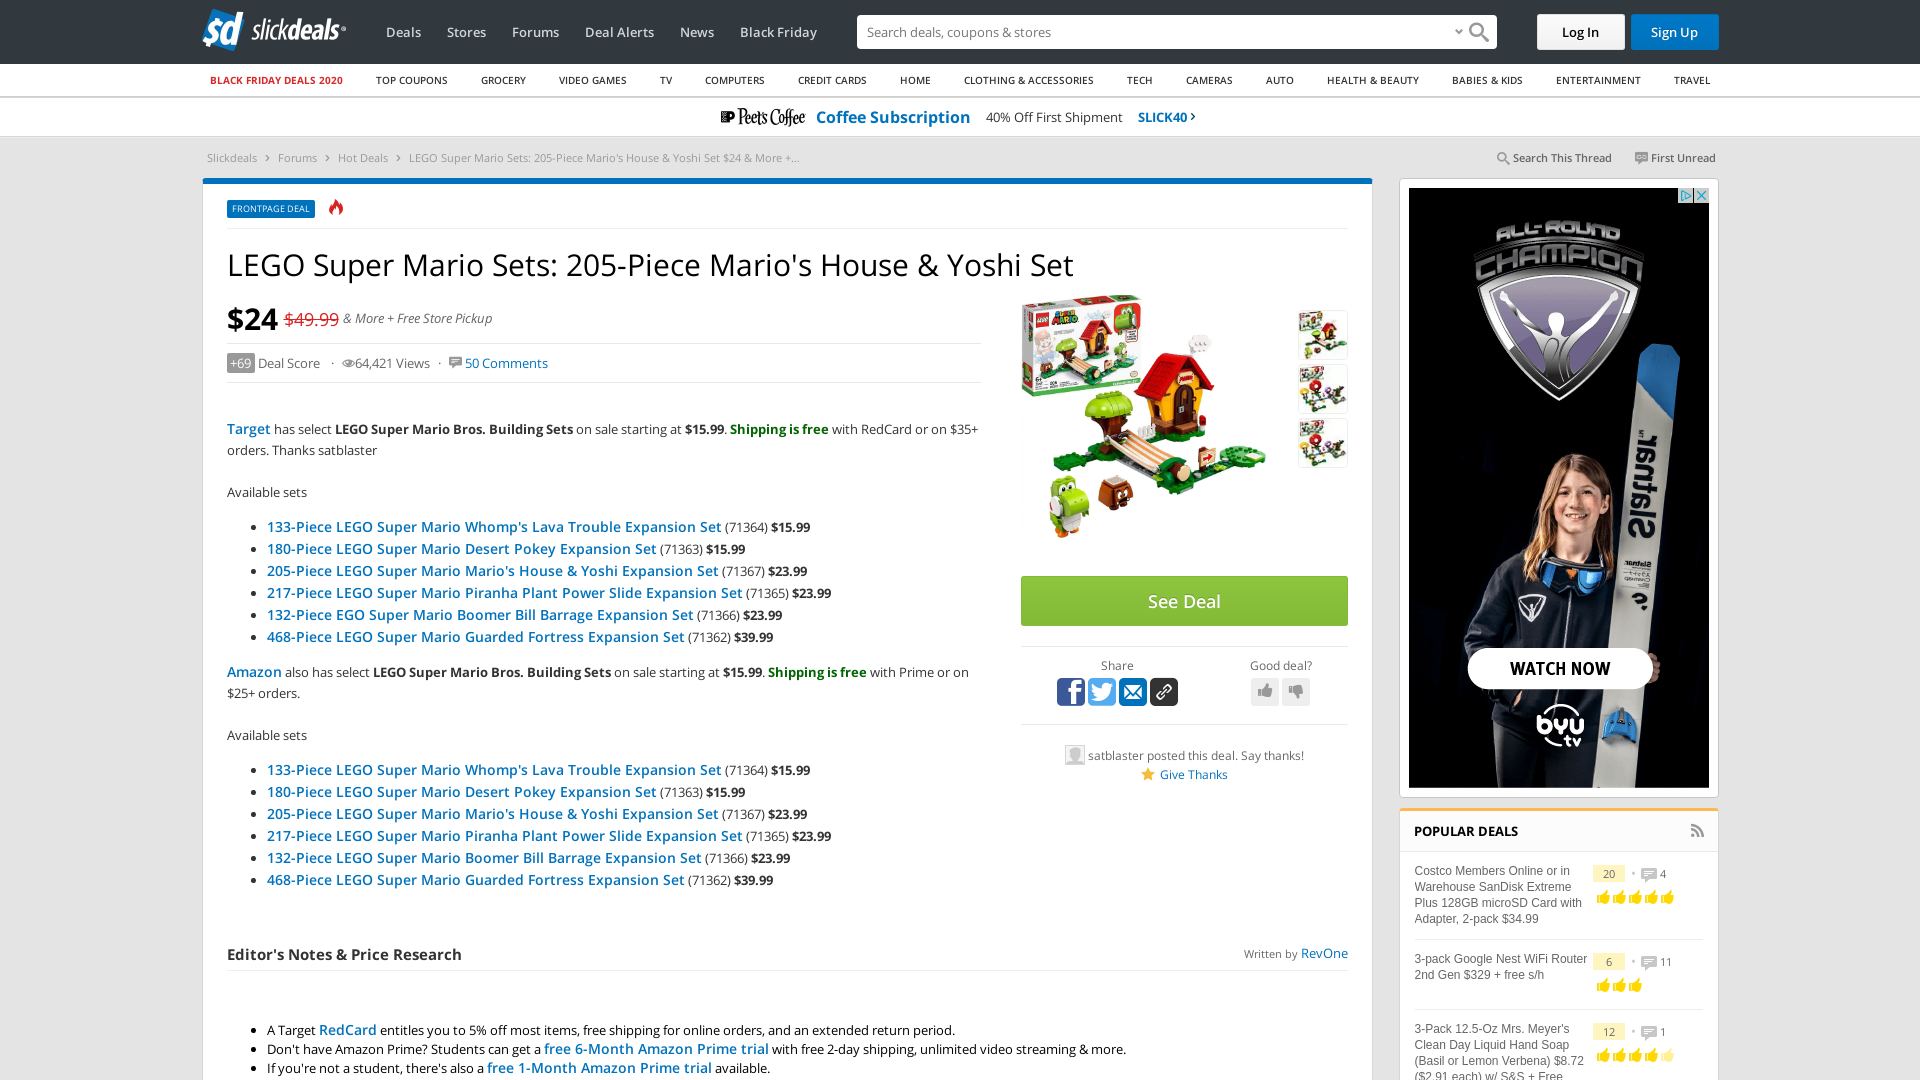 sd slickdeals
Deals
Stores
Forums
Deal Alerts
News
Black Friday
Search deals, coupons & stores
Log In
Sign Up
BLACK FRIDAY DEALS 2020
TOP COUPONS
GROCERY
VIDEO GAMES
TV
COMPUTERS
CREDIT CARDS
HOME
CLOTHING & ACCESSORIES
TECH
CAMERAS
AUTO
HEALTH & BEAUTY
BABIES & KIDS
ENTERTAINMENT
TRAVEL
Peet's Coffee
Coffee Subscription
40% Off First Shipment
SLICK40
Slickdeals
Forums
Hot Deals
LEGO Super Mario Sets: 205-Piece Mario's House & Yoshi Set $24 & More +...
Search This Thread
First Unread
FRONTPAGE DEAL
LEGO Super Mario Sets: 205-Piece Mario's House & Yoshi Set
$24 $49.99 & More + Free Store Pickup
+69 Deal Score · 64,421 Views · 50 Comments
Target has select LEGO Super Mario Bros. Building Sets on sale starting at $15.99. Shipping is free with RedCard or on $35+
orders. Thanks satblaster
Available sets
133-Piece LEGO Super Mario Whomp's Lava Trouble Expansion Set (71364) $15.99
180-Piece LEGO Super Mario Desert Pokey Expansion Set (71363) $15.99
205-Piece LEGO Super Mario Mario's House & Yoshi Expansion Set (71367) $23.99
217-Piece LEGO Super Mario Piranha Plant Power Slide Expansion Set (71365) $23.99
132-Piece EGO Super Mario Boomer Bill Barrage Expansion Set (71366) $23.99
468-Piece LEGO Super Mario Guarded Fortress Expansion Set (71362) $39.99
Amazon also has select LEGO Super Mario Bros. Building Sets on sale starting at $15.99. Shipping is free with Prime or on
$25+ orders.
Available sets
133-Piece LEGO Super Mario Whomp's Lava Trouble Expansion Set (71364) $15.99
180-Piece LEGO Super Mario Desert Pokey Expansion Set (71363) $15.99
205-Piece LEGO Super Mario Mario's House & Yoshi Expansion Set (71367) $23.99
217-Piece LEGO Super Mario Piranha Plant Power Slide Expansion Set (71365) $23.99
132-Piece LEGO Super Mario Boomer Bill Barrage Expansion Set (71366) $23.99
468-Piece LEGO Super Mario Guarded Fortress Expansion Set (71362) $39.99
LEGO
SUPER MARIO
See Deal
Share
Good deal?
satblaster posted this deal. Say thanks!
Give Thanks
Editor's Notes & Price Research
Written by RevOne
A Target RedCard entitles you to 5% off most items, free shipping for online orders, and an extended return period.
Don't have Amazon Prime? Students can get a free 6-Month Amazon Prime trial with free 2-day shipping, unlimited video streaming & more.
If you're not a student, there's also a free 1-Month Amazon Prime trial available.
ALL-ROUND
CHAMPION
Slatnar
WATCH NOW
byu
tv
POPULAR DEALS
Costco Members Online or in
Warehouse SanDisk Extreme
Plus 128GB microSD Card with
Adapter, 2-pack $34.99
20 · 4
3-pack Google Nest WiFi Router
2nd Gen $329 + free s/h
6 · 11
3-Pack 12.5-Oz Mrs. Meyer's
Clean Day Liquid Hand Soap
(Basil or Lemon Verbena) $8.72
($2.91 each) w/ S&S + Free
12 · 1